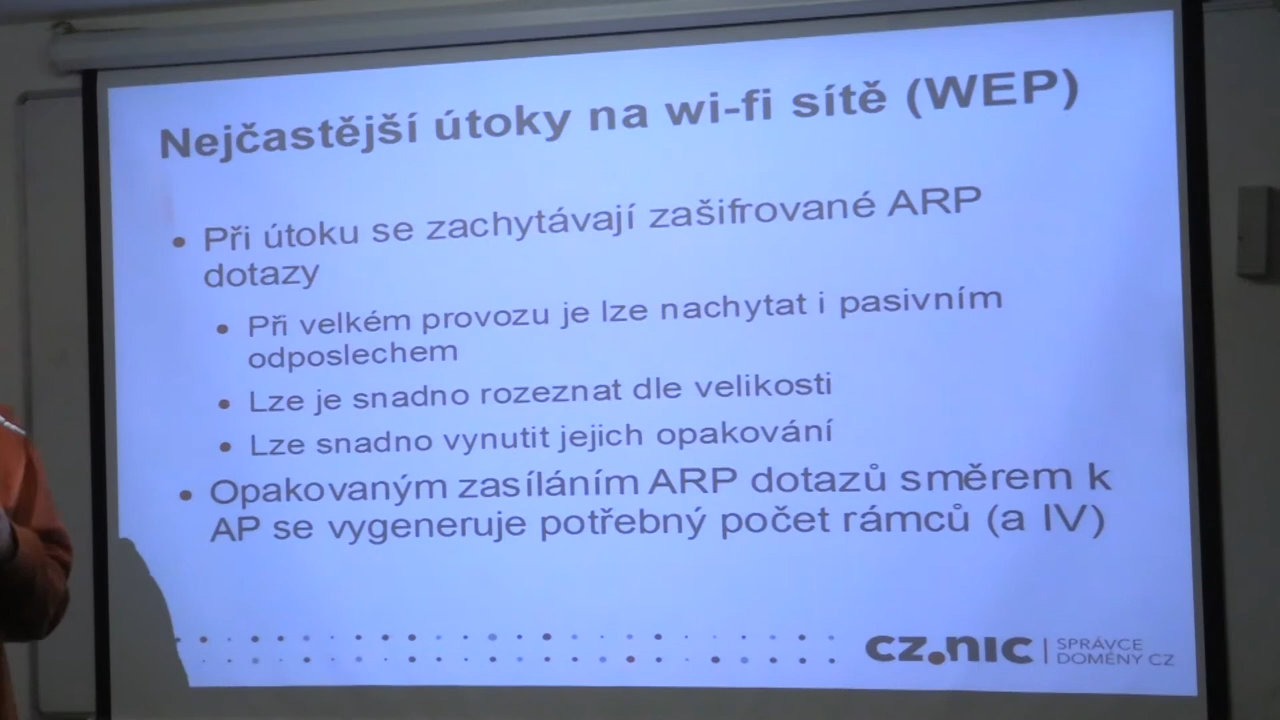 Nejčastější útoky na wi-fi sítě (WEP)
• Při útoku se zachytávají zašifrované ARP
dotazy
• Při velkém provozu je lze nachytat i pasivním
odposlechem
• Lze je snadno rozeznat dle velikosti
• Lze snadno vynutit jejich opakování
• Opakovaným zasíláním ARP dotazů směrem k
AP se vygeneruje potřebný počet rámců (a IV)
CZ.NIC | SPRÁVCE
DOMÉNY CZ